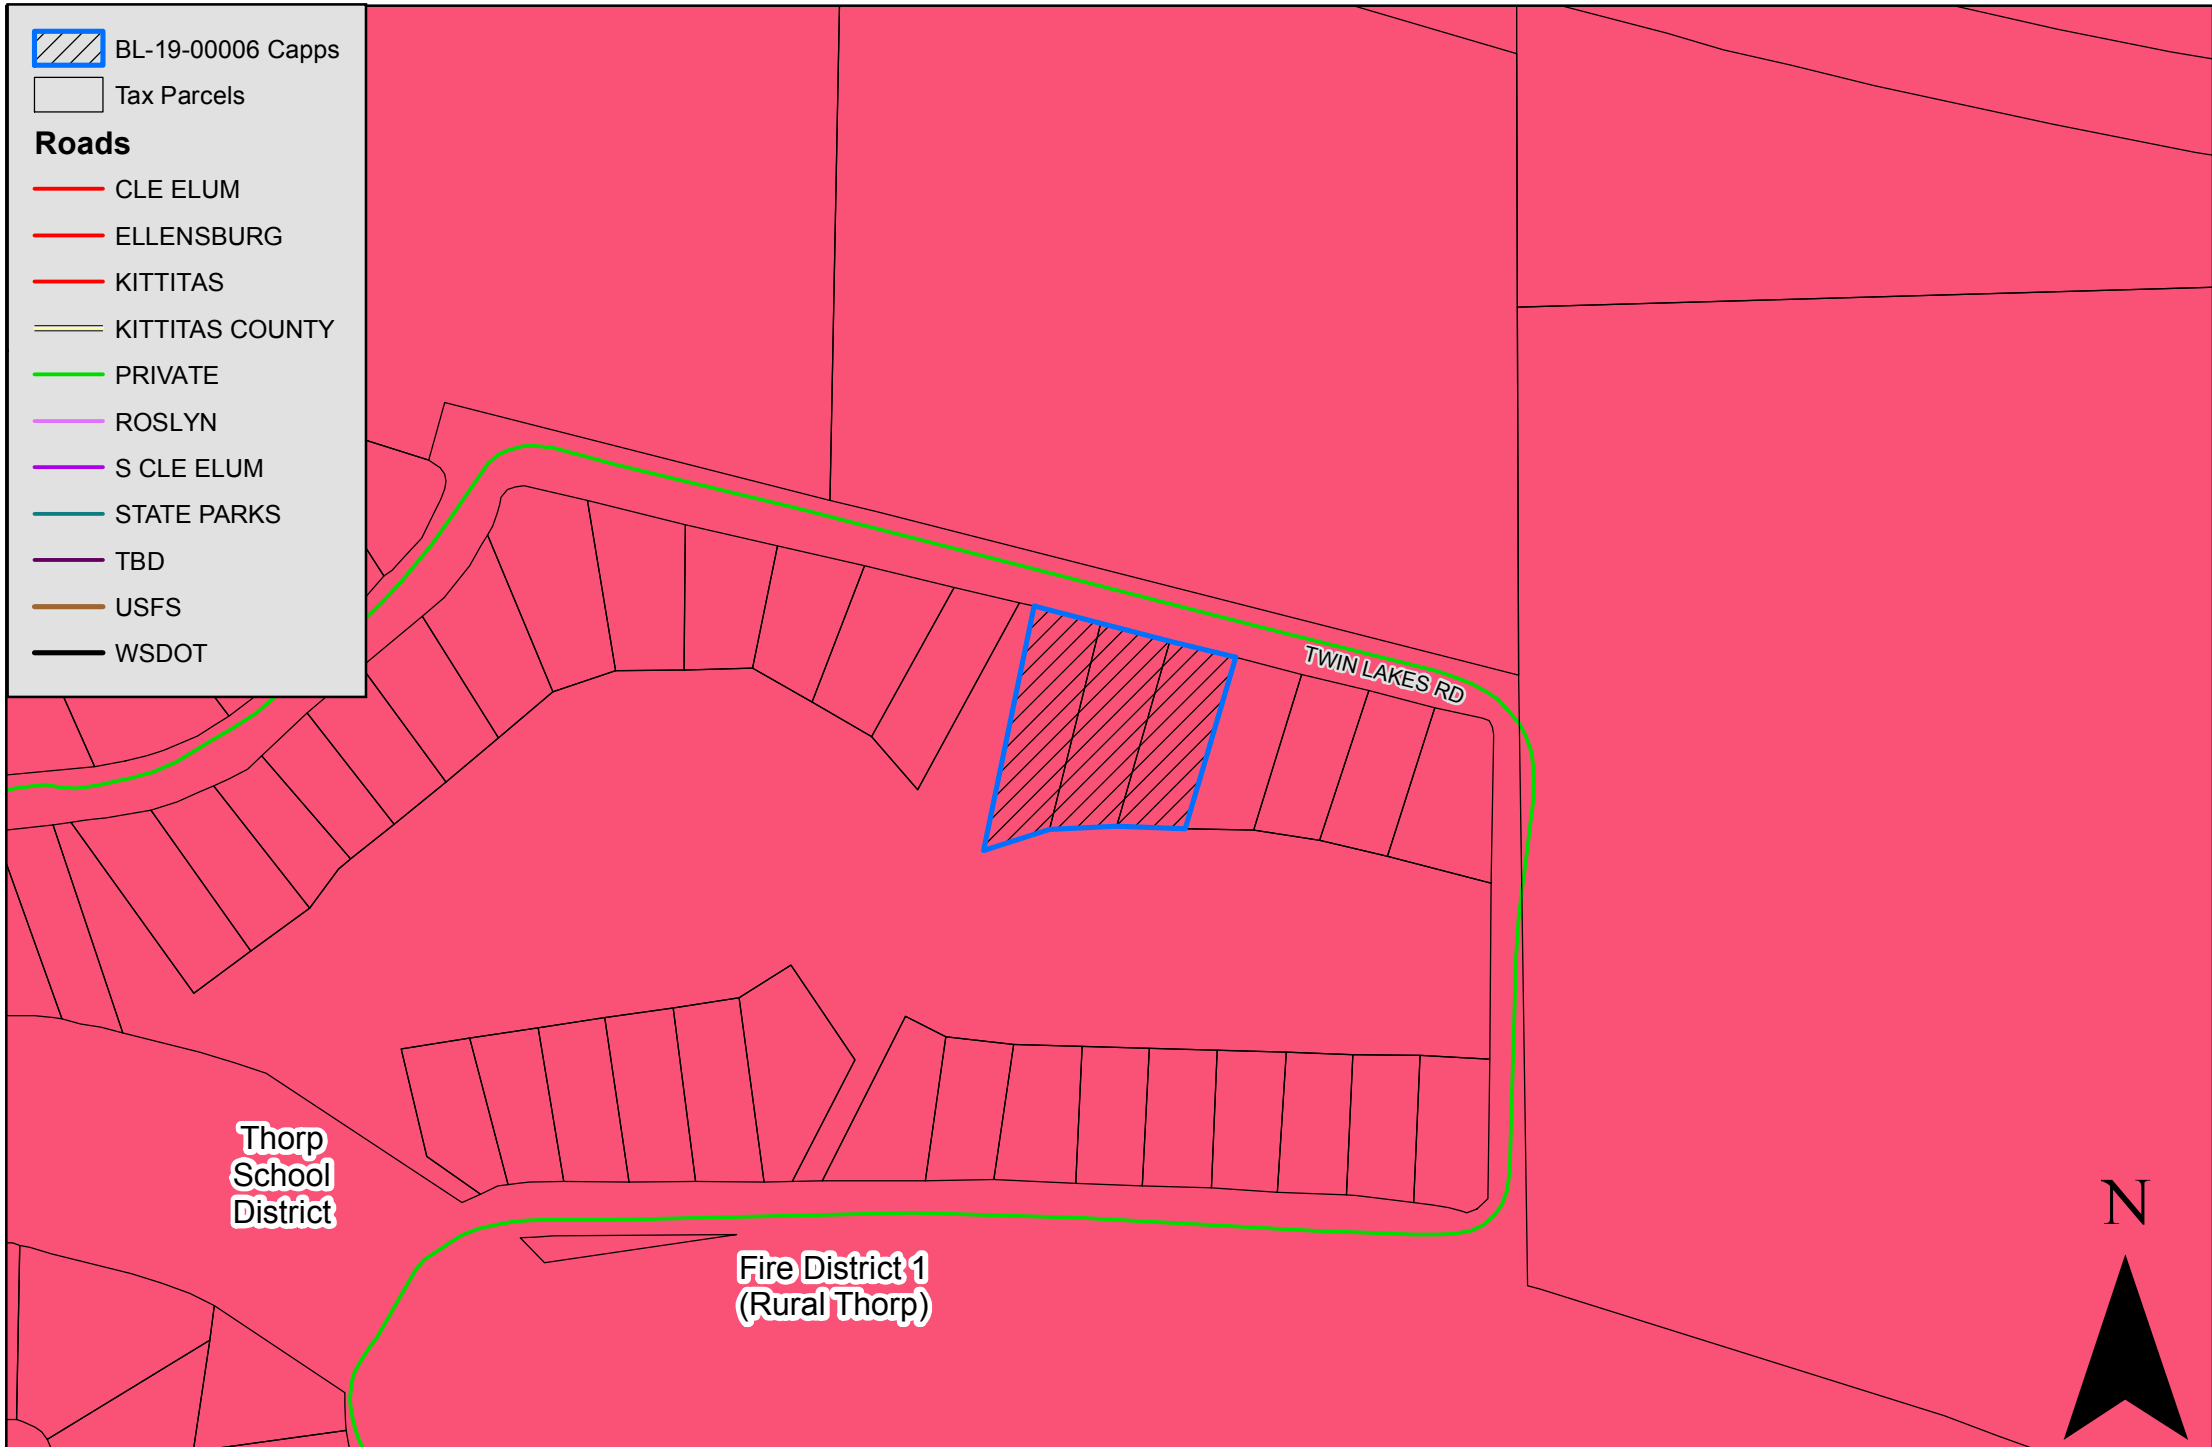 BL-19-00006 Capps
Tax Parcels
Roads
CLE ELUM
ELLENSBURG
KITTITAS
KITTITAS COUNTY
PRIVATE
ROSLYN
S CLE ELUM
STATE PARKS
TBD
USFS
WSDOT
TWIN LAKES RD
Thorp
School
District
Fire District 1
(Rural Thorp)
N